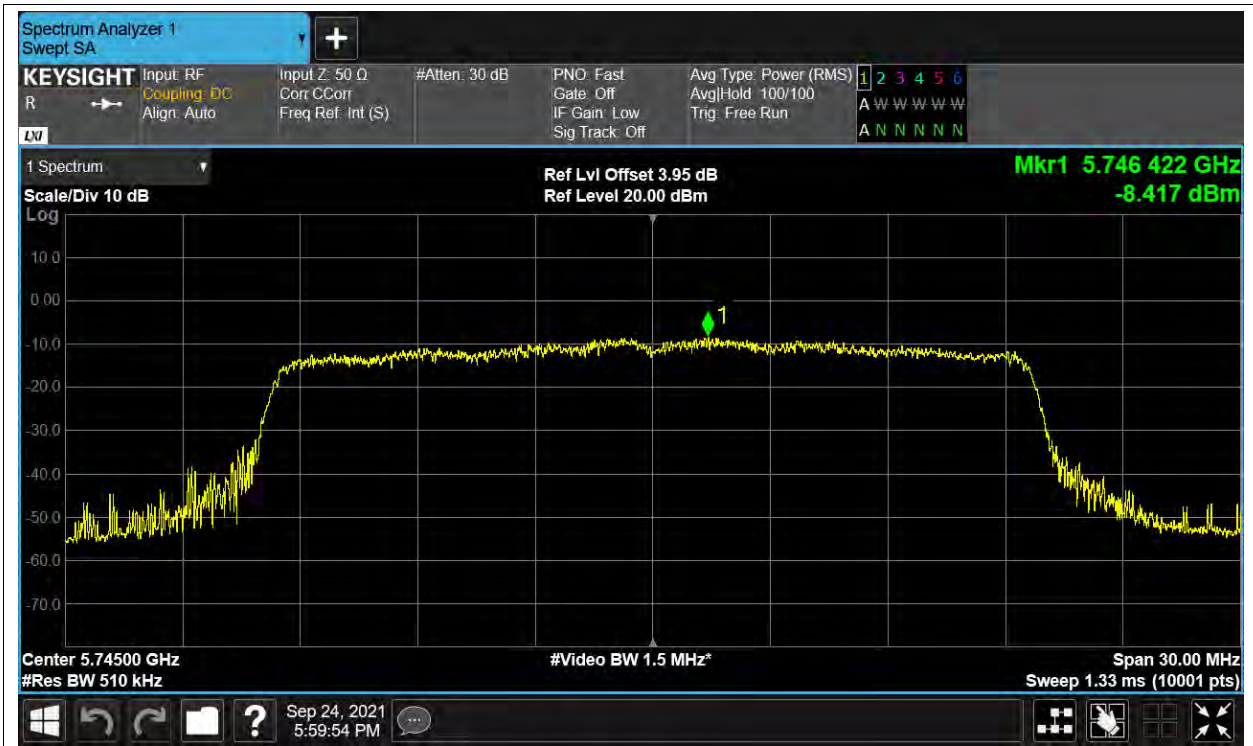 Spectrum Analyzer 1
Swept SA
+
KEYSIGHT
R
LXI
Input: RF
Coupling: DC
Align: Auto
Input Z: 50 Ω
Corr CCorr
Freq Ref: Int (S)
#Atten: 30 dB
PNO: Fast
Gate: Off
IF Gain: Low
Sig Track: Off
Avg Type: Power (RMS)
Avg|Hold: 100/100
Trig: Free Run
1 2 3 4 5 6
A W W W W W
A N N N N N
1 Spectrum
Scale/Div 10 dB
Ref Lvl Offset 3.95 dB
Ref Level 20.00 dBm
Mkr1 5.746 422 GHz
-8.417 dBm
Log
10.0
0.00
1
-10.0
-20.0
-30.0
-40.0
-50.0
-60.0
-70.0
Center 5.74500 GHz
#Res BW 510 kHz
#Video BW 1.5 MHz*
Span 30.00 MHz
Sweep 1.33 ms (10001 pts)
?
Sep 24, 2021
5:59:54 PM